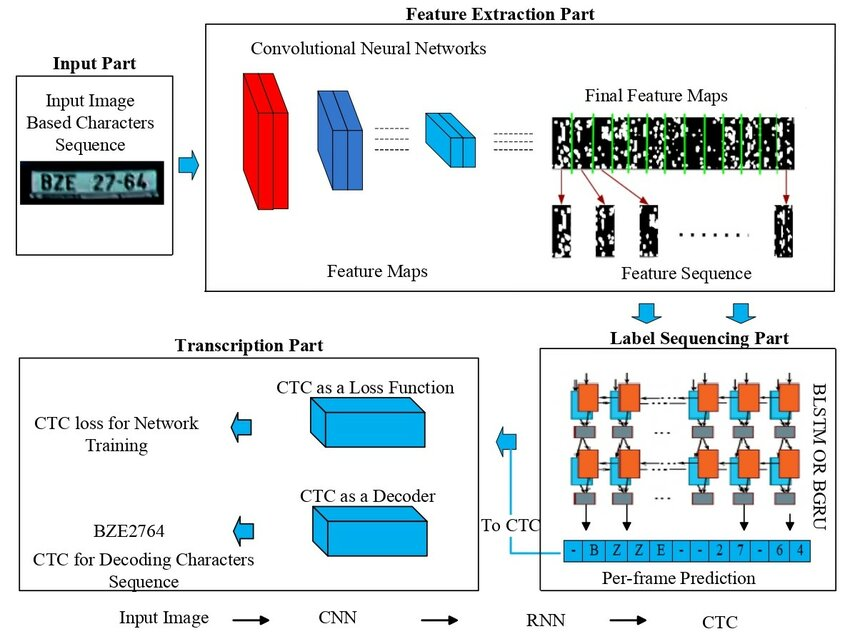 Feature Extraction Part
Convolutional Neural Networks
Input Part
Input Image
Based Characters
Sequence
BZE 27-64
Final Feature Maps
Feature Maps
Feature Sequence
Label Sequencing Part
BLSTM OR BGRU
- B Z Z E - - 2 7 - 6 4
Per-frame Prediction
To CTC
Transcription Part
CTC as a Loss Function
CTC loss for Network
Training
CTC as a Decoder
BZE2764
CTC for Decoding Characters
Sequence
Input Image
CNN
RNN
CTC